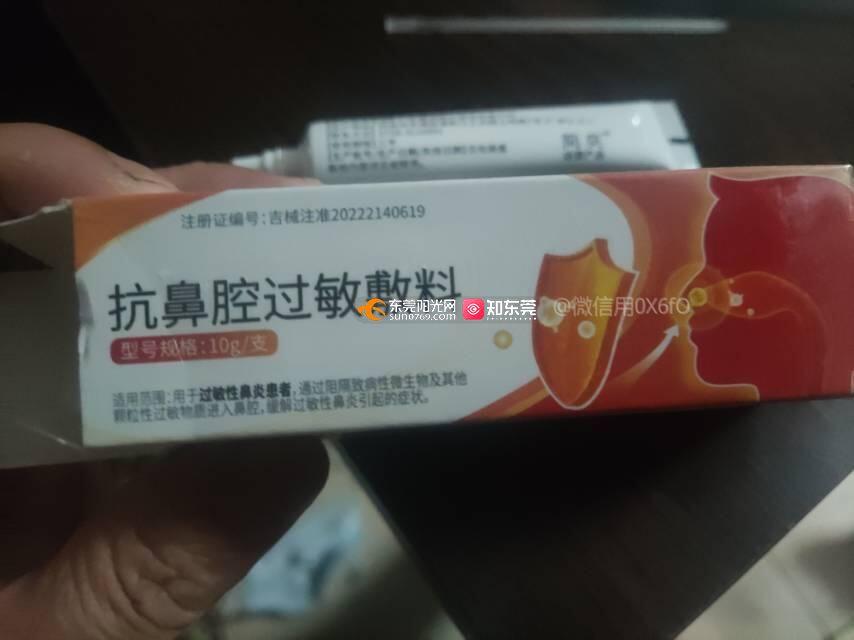 注册证编号:吉械注准20222140619
抗鼻腔过敏敷料
东莞阳光网
sun0769.com
知东莞
@微信用0X6fO
型号规格:10g/支
适用范围:用于过敏性鼻炎患者,通过阻隔致病性微生物及其他
颗粒性过敏物质进入鼻腔,缓解过敏性鼻炎引起的症状。